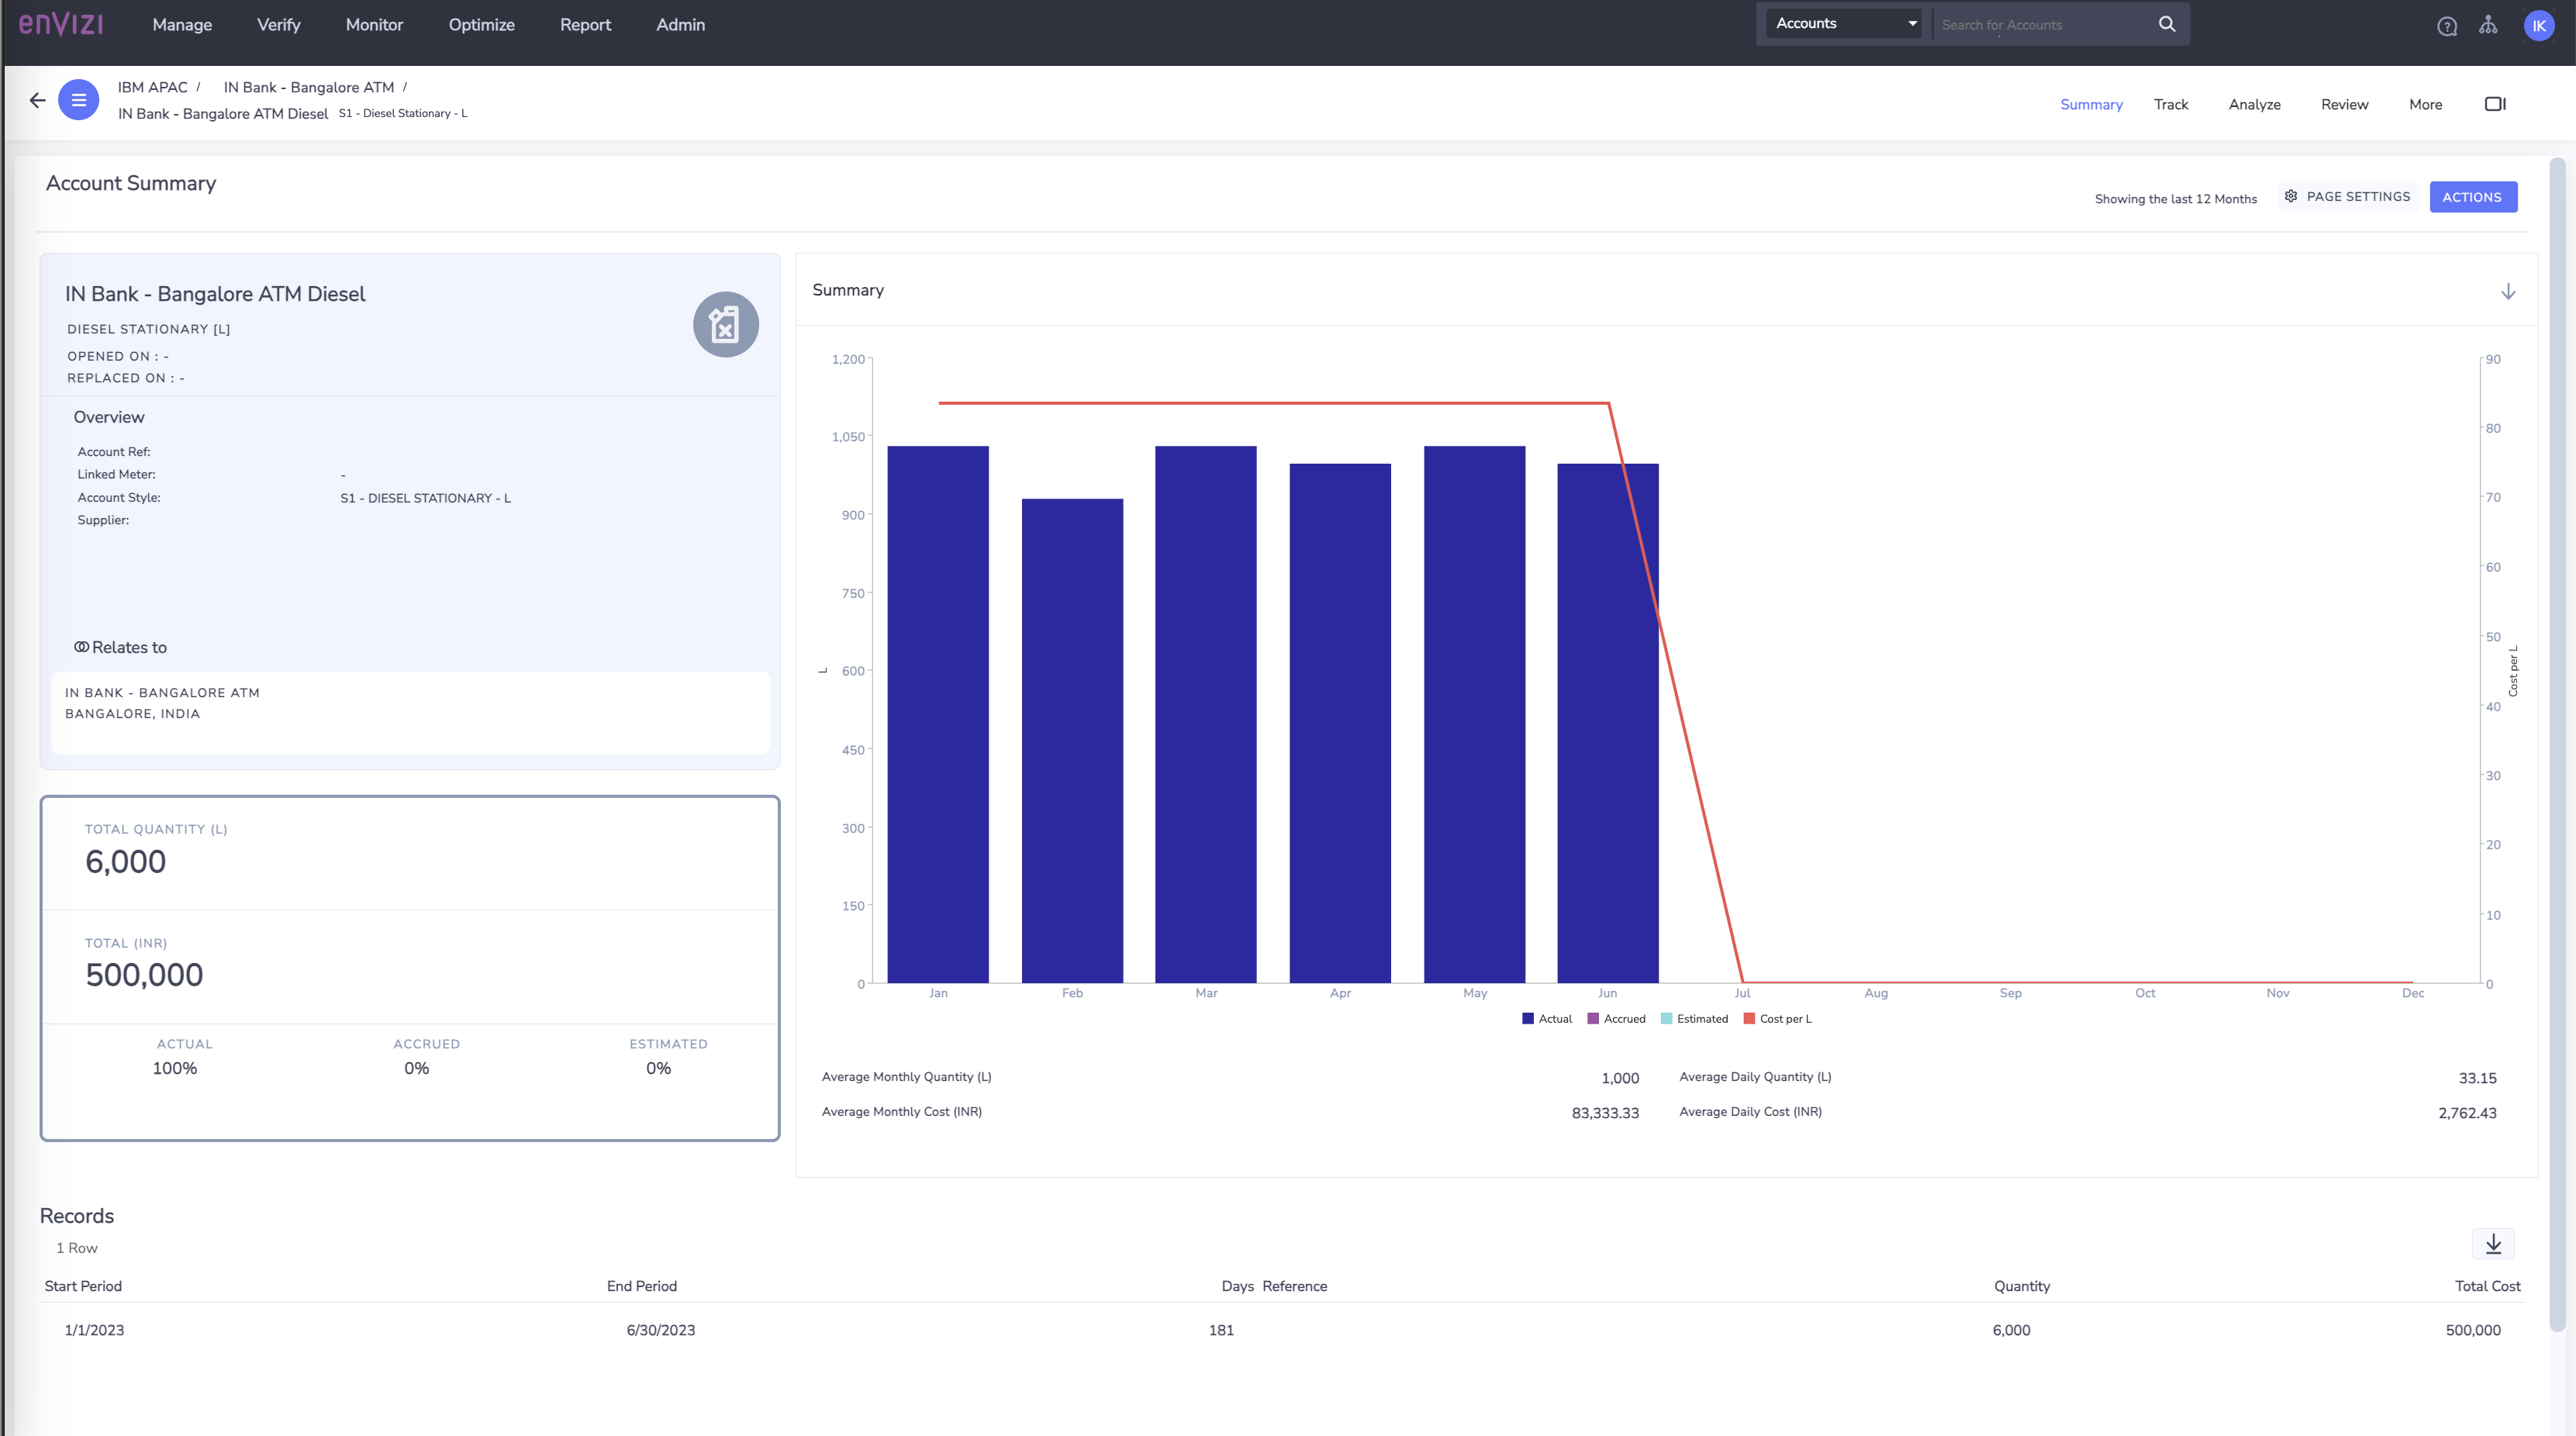 enVIZI
Manage Verify Monitor Optimize Report Admin
Accounts Search for Accounts
IK
IBM APAC / IN Bank - Bangalore ATM /
IN Bank - Bangalore ATM Diesel S1 - Diesel Stationary - L
Summary Track Analyze Review More
Account Summary
Showing the last 12 Months PAGE SETTINGS ACTIONS
IN Bank - Bangalore ATM Diesel
DIESEL STATIONARY [L]
OPENED ON : -
REPLACED ON : -
Overview
Account Ref:
Linked Meter: -
Account Style: S1 - DIESEL STATIONARY - L
Supplier:
Relates to
IN BANK - BANGALORE ATM
BANGALORE, INDIA
TOTAL QUANTITY (L)
6,000
TOTAL (INR)
500,000
ACTUAL ACCRUED ESTIMATED
100% 0% 0%
Summary
1,200
1,050
900
750
600
450
300
150
0
L
90
80
70
60
50
40
30
20
10
0
Cost per L
Jan Feb Mar Apr May Jun Jul Aug Sep Oct Nov Dec
Actual Accrued Estimated Cost per L
Average Monthly Quantity (L) 1,000 Average Daily Quantity (L) 33.15
Average Monthly Cost (INR) 83,333.33 Average Daily Cost (INR) 2,762.43
Records
1 Row
Start Period End Period Days Reference Quantity Total Cost
1/1/2023 6/30/2023 181 6,000 500,000